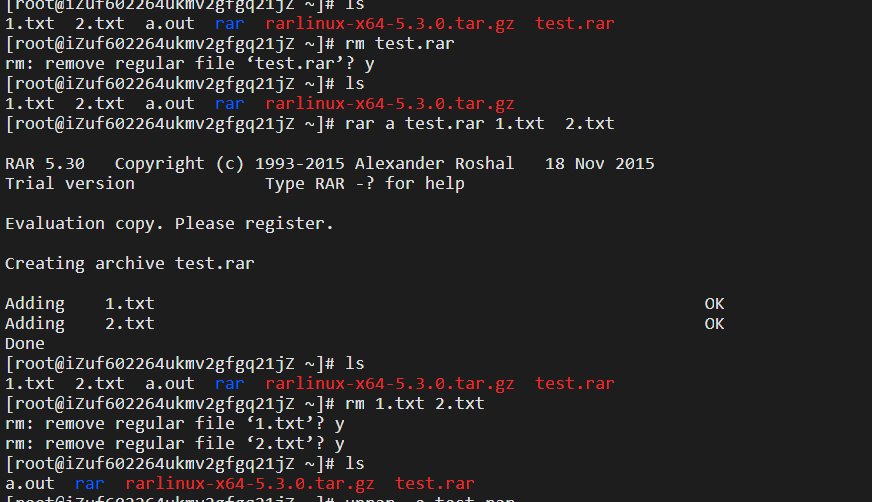 [root@iZuf602264ukmv2gfgq21jZ ~]# ls
1.txt  2.txt  a.out  rar  rarlinux-x64-5.3.0.tar.gz  test.rar
[root@iZuf602264ukmv2gfgq21jZ ~]# rm test.rar
rm: remove regular file ‘test.rar’? y
[root@iZuf602264ukmv2gfgq21jZ ~]# ls
1.txt  2.txt  a.out  rar  rarlinux-x64-5.3.0.tar.gz
[root@iZuf602264ukmv2gfgq21jZ ~]# rar a test.rar 1.txt  2.txt
RAR 5.30   Copyright (c) 1993-2015 Alexander Roshal   18 Nov 2015
Trial version             Type RAR -? for help
Evaluation copy. Please register.
Creating archive test.rar
Adding    1.txt                                                       OK
Adding    2.txt                                                       OK
Done
[root@iZuf602264ukmv2gfgq21jZ ~]# ls
1.txt  2.txt  a.out  rar  rarlinux-x64-5.3.0.tar.gz  test.rar
[root@iZuf602264ukmv2gfgq21jZ ~]# rm 1.txt 2.txt
rm: remove regular file ‘1.txt’? y
rm: remove regular file ‘2.txt’? y
[root@iZuf602264ukmv2gfgq21jZ ~]# ls
a.out  rar  rarlinux-x64-5.3.0.tar.gz  test.rar
[root@iZuf602264ukmv2gfgq21jZ ~]# test.rar